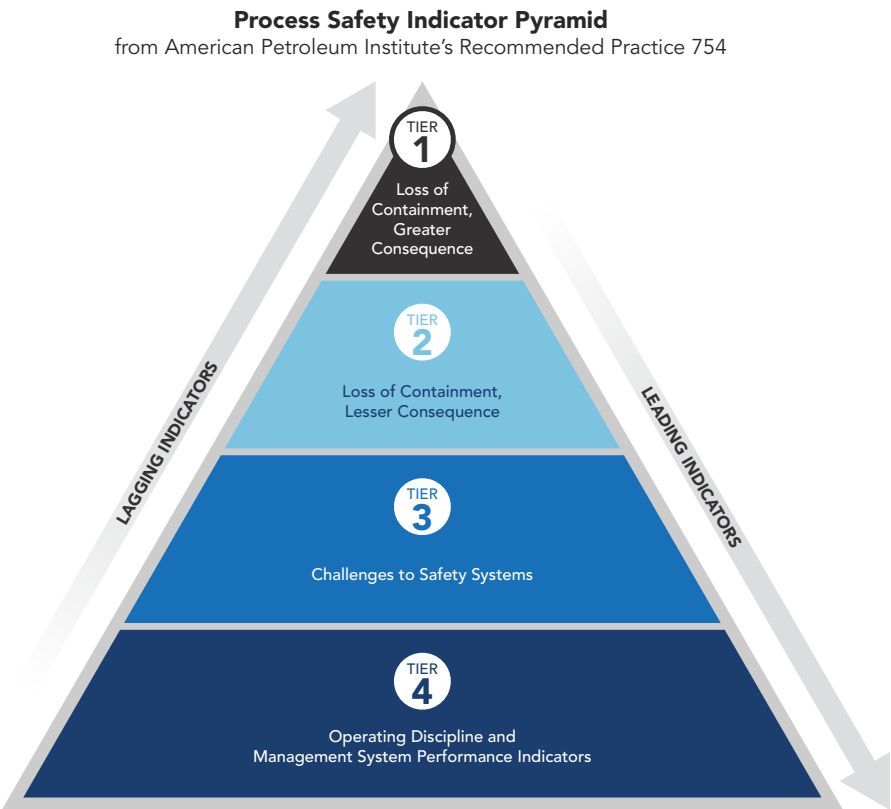 Process Safety Indicator Pyramid
from American Petroleum Institute's Recommended Practice 754
TIER
1
Loss of
Containment,
Greater
Consequence
TIER
2
Loss of Containment,
Lesser Consequence
LAGGING INDICATORS
LEADING INDICATORS
TIER
3
Challenges to Safety Systems
TIER
4
Operating Discipline and
Management System Performance Indicators